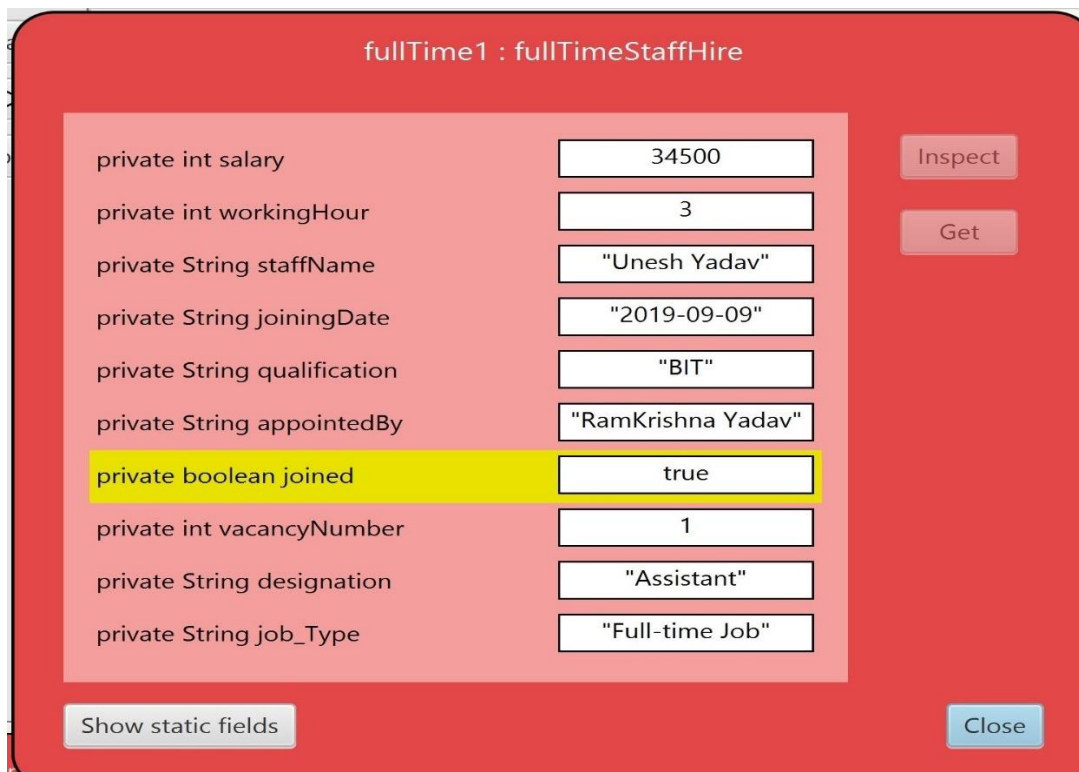 fullTime1 : fullTimeStaffHire
private int salary 34500
Inspect
private int workingHour 3
Get
private String staffName "Unesh Yadav"
private String joiningDate "2019-09-09"
private String qualification "BIT"
private String appointedBy "RamKrishna Yadav"
private boolean joined true
private int vacancyNumber 1
private String designation "Assistant"
private String job_Type "Full-time Job"
Show static fields
Close